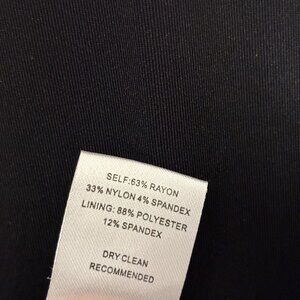 SELF:63% RAYON
33% NYLON 4% SPANDEX
LINING: 88% POLYESTER
12% SPANDEX
DRY CLEAN
RECOMMENDED